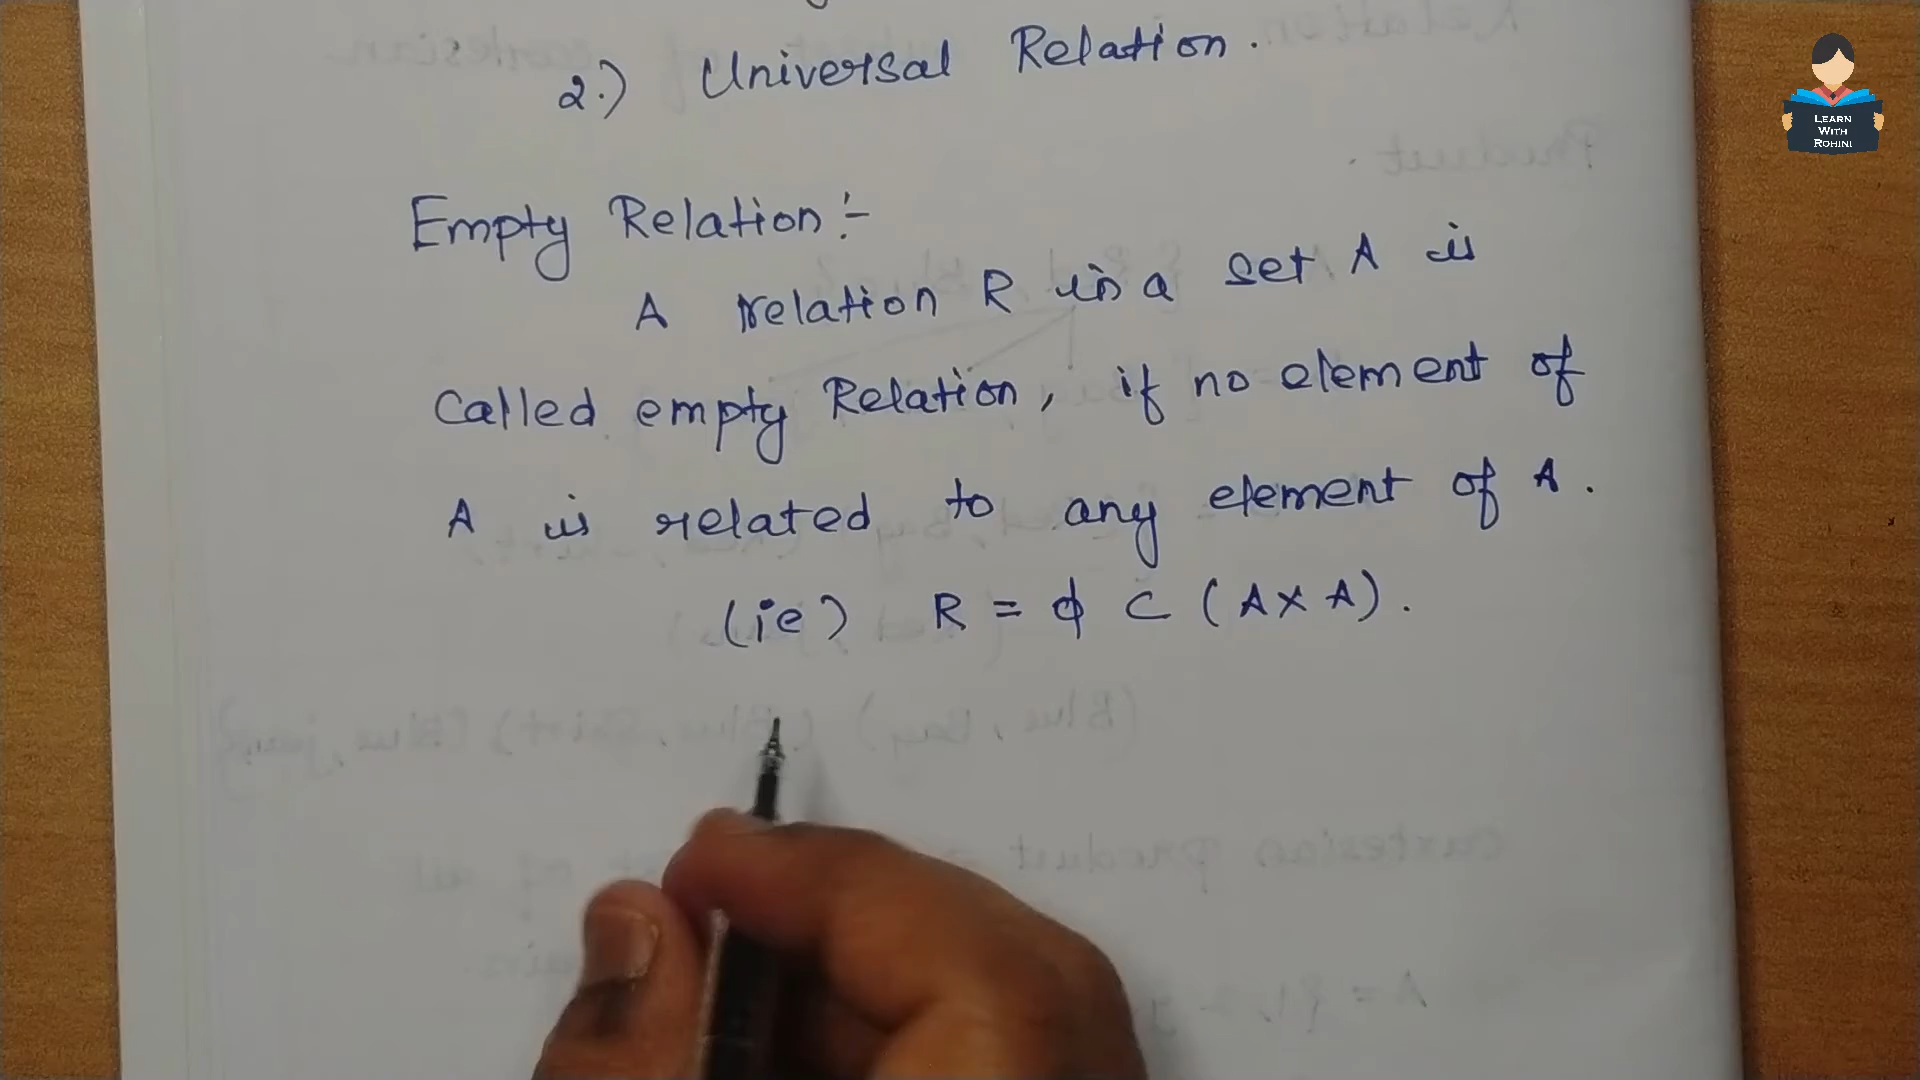 2.) Universal Relation.
LEARN
WITH
ROHINI
Empty Relation :-
A relation R in a set A is
Called empty Relation, if no element of
A is related to any element of A.
(ie) R = ϕ ⊂ (A × A).